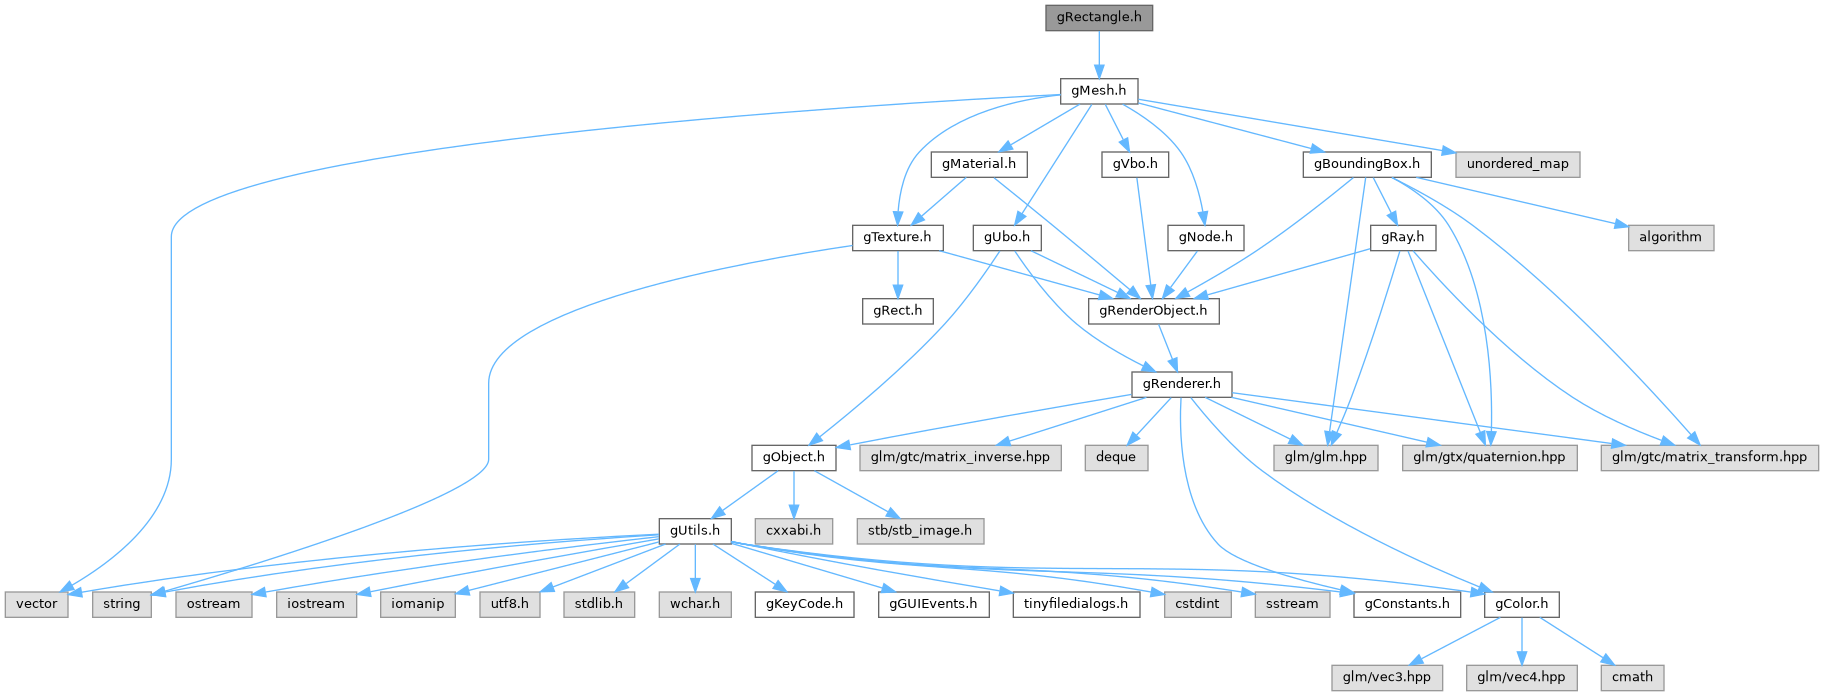 gRectangle.h
gMesh.h
gMaterial.h
gVbo.h
gBoundingBox.h
unordered_map
gTexture.h
gUbo.h
gNode.h
gRay.h
algorithm
gRect.h
gRenderObject.h
gRenderer.h
gObject.h
glm/gtc/matrix_inverse.hpp
deque
glm/glm.hpp
glm/gtx/quaternion.hpp
glm/gtc/matrix_transform.hpp
gUtils.h
cxxabi.h
stb/stb_image.h
vector
string
ostream
iostream
iomanip
utf8.h
stdlib.h
wchar.h
gKeyCode.h
gGUIEvents.h
tinyfiledialogs.h
cstdint
sstream
gConstants.h
gColor.h
glm/vec3.hpp
glm/vec4.hpp
cmath